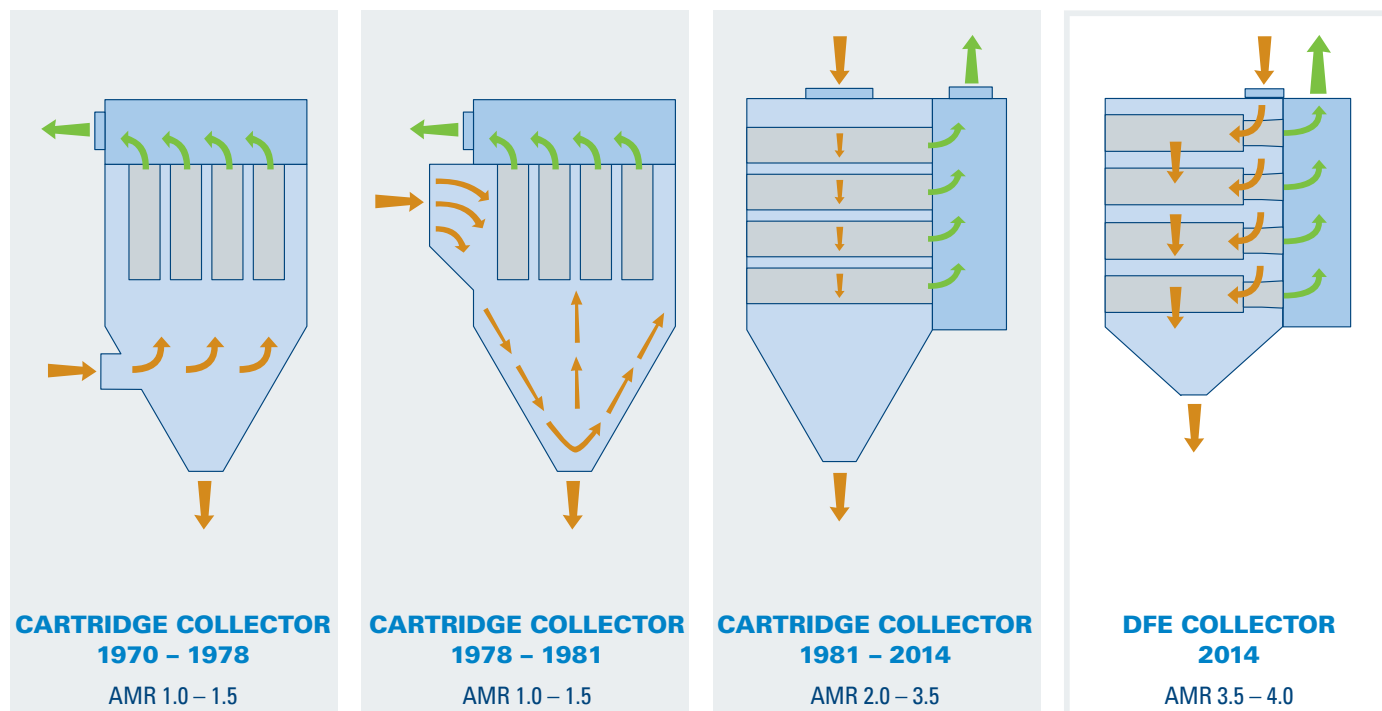 CARTRIDGE COLLECTOR
1970 – 1978
AMR 1.0 – 1.5
CARTRIDGE COLLECTOR
1978 – 1981
AMR 1.0 – 1.5
CARTRIDGE COLLECTOR
1981 – 2014
AMR 2.0 – 3.5
DFE COLLECTOR
2014
AMR 3.5 – 4.0